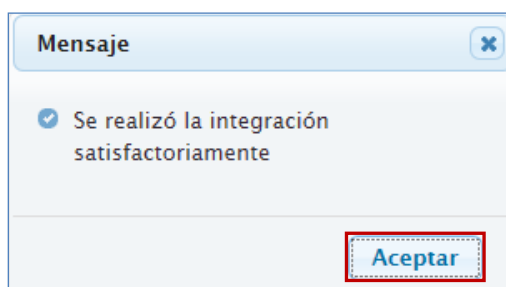 Mensaje
Se realizó la integración
satisfactoriamente
Aceptar